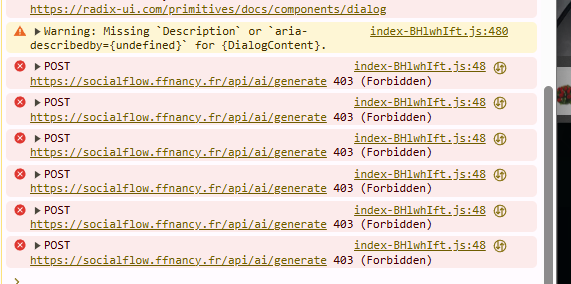 https://radix-ui.com/primitives/docs/components/dialog
Warning: Missing `Description` or `aria-describedby={undefined}` for {DialogContent}. index-BHlwhIft.js:480
POST index-BHlwhIft.js:48
https://socialflow.ffnancy.fr/api/ai/generate 403 (Forbidden)
POST index-BHlwhIft.js:48
https://socialflow.ffnancy.fr/api/ai/generate 403 (Forbidden)
POST index-BHlwhIft.js:48
https://socialflow.ffnancy.fr/api/ai/generate 403 (Forbidden)
POST index-BHlwhIft.js:48
https://socialflow.ffnancy.fr/api/ai/generate 403 (Forbidden)
POST index-BHlwhIft.js:48
https://socialflow.ffnancy.fr/api/ai/generate 403 (Forbidden)
POST index-BHlwhIft.js:48
https://socialflow.ffnancy.fr/api/ai/generate 403 (Forbidden)